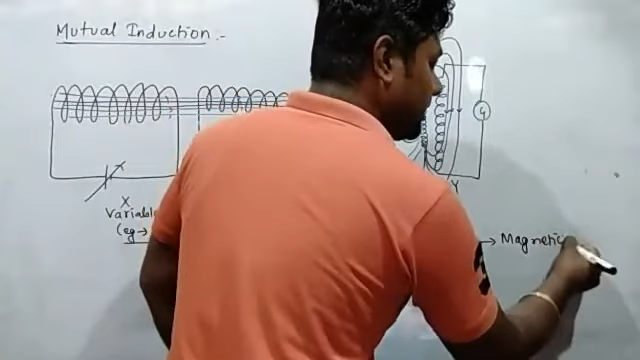 Mutual Induction :-
G
X
Y
Variable
(eg →
→ Magnetic